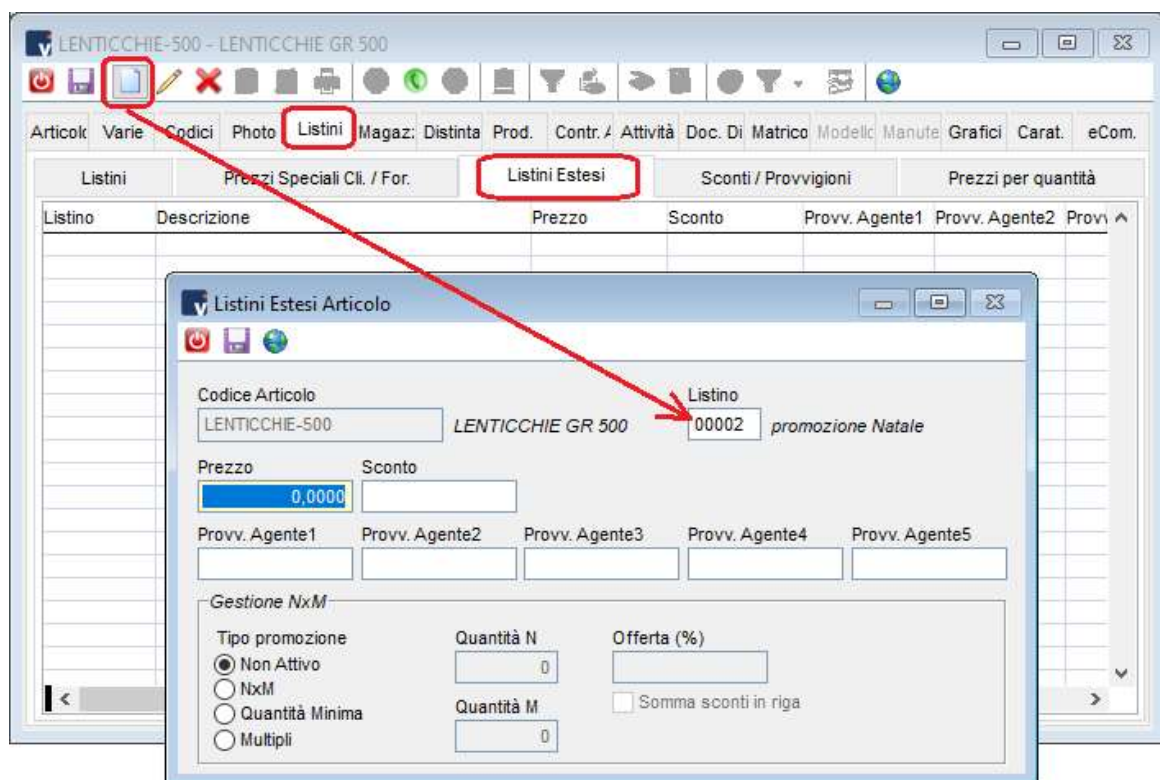 LENTICCHIE-500 - LENTICCHIE GR 500
Articolo Varie Codici Photo Listini Magaz: Distinta Prod. Contr. A Attività Doc. Di Matrico Modello Manute Grafici Carat. eCom.
Listini Prezzi Speciali Cli. / For. Listini Estesi Sconti / Provvigioni Prezzi per quantità
Listino Descrizione Prezzo Sconto Provv. Agente1 Provv. Agente2 Provv
Listini Estesi Articolo
Codice Articolo Listino
LENTICCHIE-500 LENTICCHIE GR 500 00002 promozione Natale
Prezzo Sconto
0,0000
Provv. Agente1 Provv. Agente2 Provv. Agente3 Provv. Agente4 Provv. Agente5
Gestione NxM
Tipo promozione Quantità N Offerta (%)
Non Attivo 0
NxM Somma sconti in riga
Quantità Minima Quantità M
Multipli 0